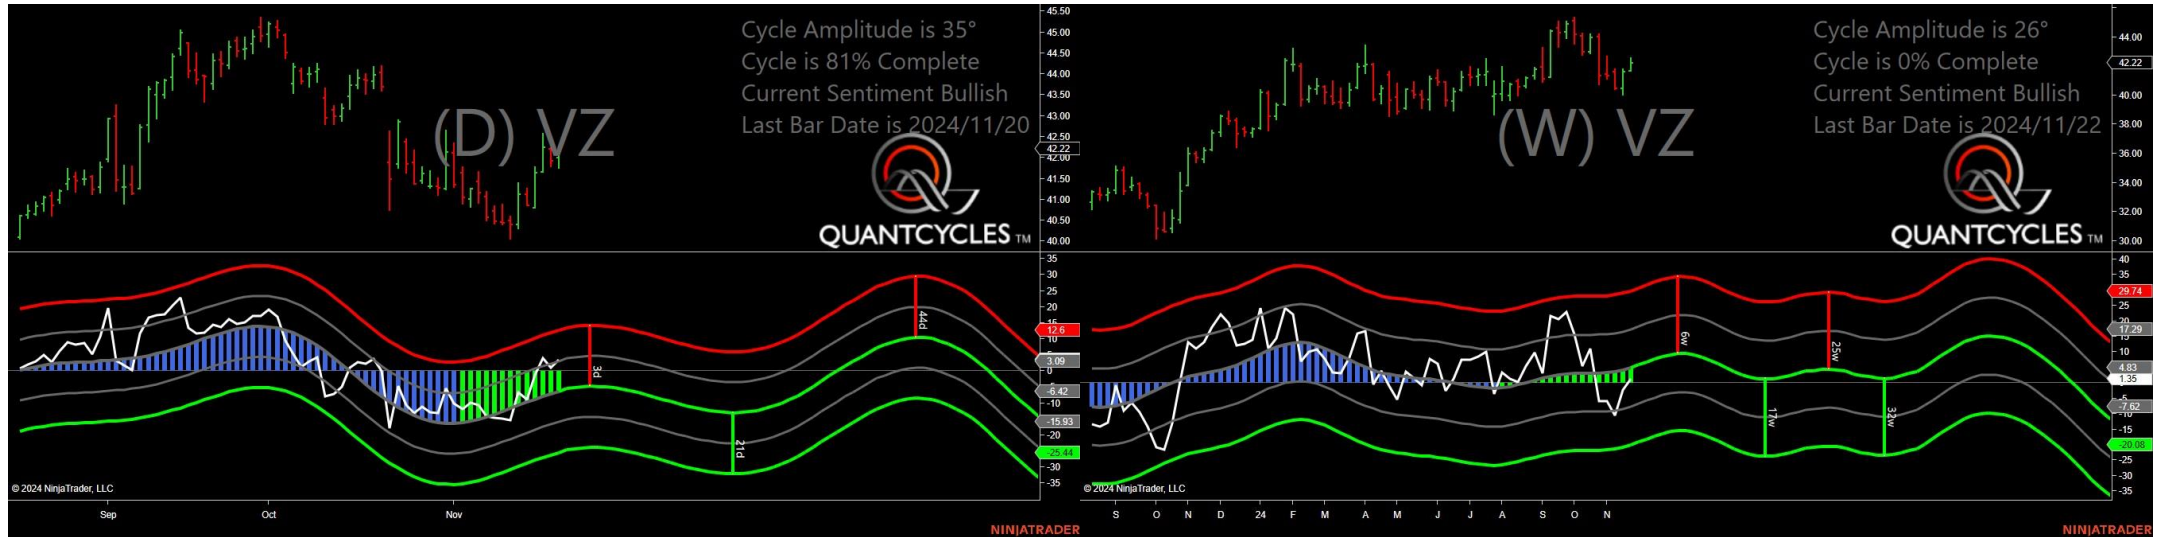 Cycle Amplitude is 35°
Cycle is 81% Complete
Current Sentiment Bullish
Last Bar Date is 2024/11/20
(D) VZ
QUANTCYCLES TM
45.50
45.00
44.50
44.00
43.50
43.00
42.50
42.22
42.00
41.50
41.00
40.50
40.00
35
30
25
20
15
12.6
10
3.09
0
-6.42
-10
-15.93
-20
-25.44
-30
-35
3d
21d
44d
© 2024 NinjaTrader, LLC
Sep
Oct
Nov
NINJATRADER
Cycle Amplitude is 26°
Cycle is 0% Complete
Current Sentiment Bullish
Last Bar Date is 2024/11/22
(W) VZ
QUANTCYCLES TM
44.00
42.22
40.00
38.00
36.00
34.00
32.00
30.00
40
35
29.74
17.29
10
4.83
1.35
-7.62
-15
-20.08
-25
-30
-35
6w
17w
25w
32w
© 2024 NinjaTrader, LLC
S
O
N
D
24
F
M
A
M
J
J
A
S
O
N
NINJATRADER